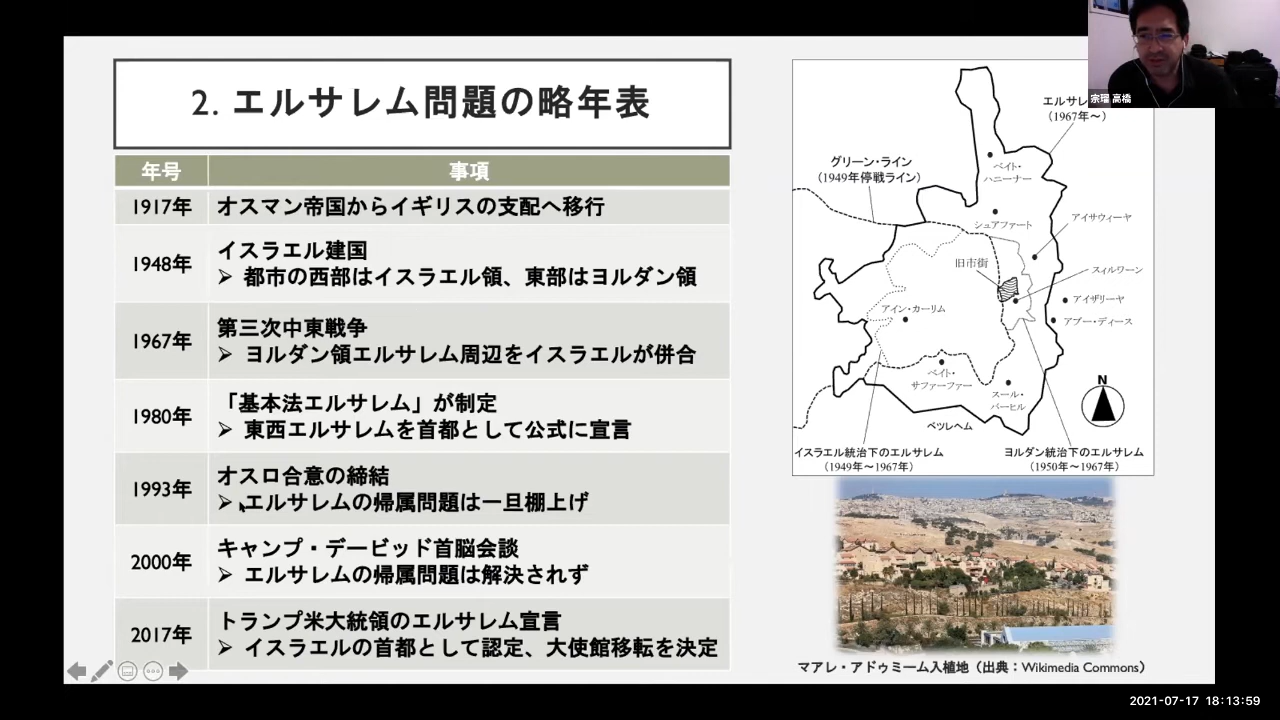 2. エルサレム問題の略年表
年号 事項
1917年 オスマン帝国からイギリスの支配へ移行
1948年 イスラエル建国
➢ 都市の西部はイスラエル領、東部はヨルダン領
1967年 第三次中東戦争
➢ ヨルダン領エルサレム周辺をイスラエルが併合
1980年 「基本法エルサレム」が制定
➢ 東西エルサレムを首都として公式に宣言
1993年 オスロ合意の締結
➢ エルサレムの帰属問題は一旦棚上げ
2000年 キャンプ・デービッド首脳会談
➢ エルサレムの帰属問題は解決されず
2017年 トランプ米大統領のエルサレム宣言
➢ イスラエルの首都として認定、大使館移転を決定
宗瑠 高橋
エルサレ
（1967年～）
グリーン・ライン
（1949年停戦ライン）
ベイト・
ハニーナー
シュアファート
アイサウィーヤ
旧市街
スィルワーン
アイン・カーリム
アイザリーヤ
アブー・ディース
ベイト・
サファーファー
スール・
バーヒル
N
ベツレヘム
イスラエル統治下のエルサレム
（1949年～1967年）
ヨルダン統治下のエルサレム
（1950年～1967年）
マアレ・アドゥミーム入植地（出典：Wikimedia Commons）
2021-07-17 18:13:59